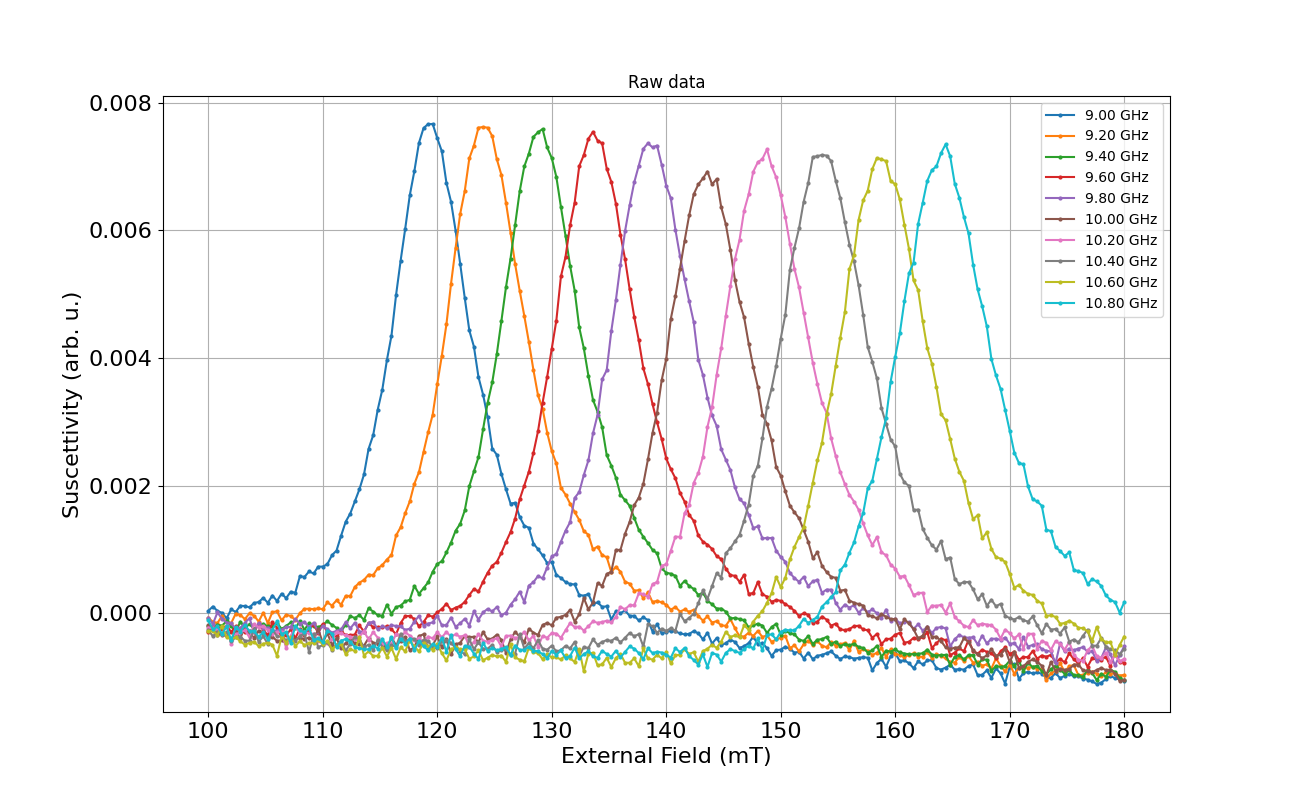 Raw data
0.008
0.006
0.004
0.002
0.000
Suscettivity (arb. u.)
100 110 120 130 140 150 160 170 180
External Field (mT)
9.00 GHz
9.20 GHz
9.40 GHz
9.60 GHz
9.80 GHz
10.00 GHz
10.20 GHz
10.40 GHz
10.60 GHz
10.80 GHz